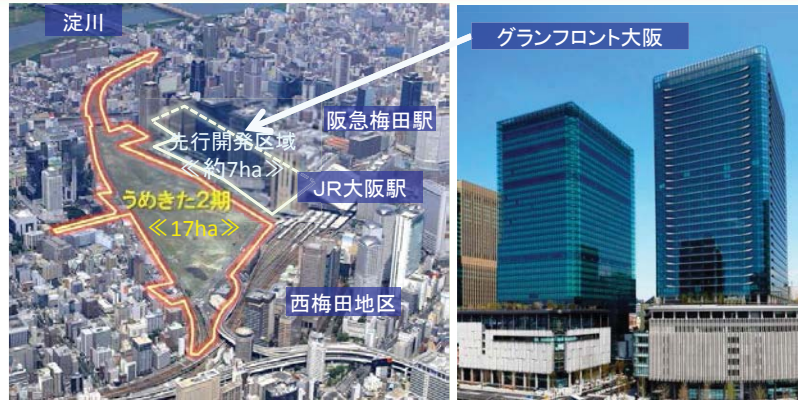 淀川
グランフロント大阪
阪急梅田駅
先行開発区域
≪約7ha≫
JR大阪駅
うめきた2期
≪17ha≫
西梅田地区